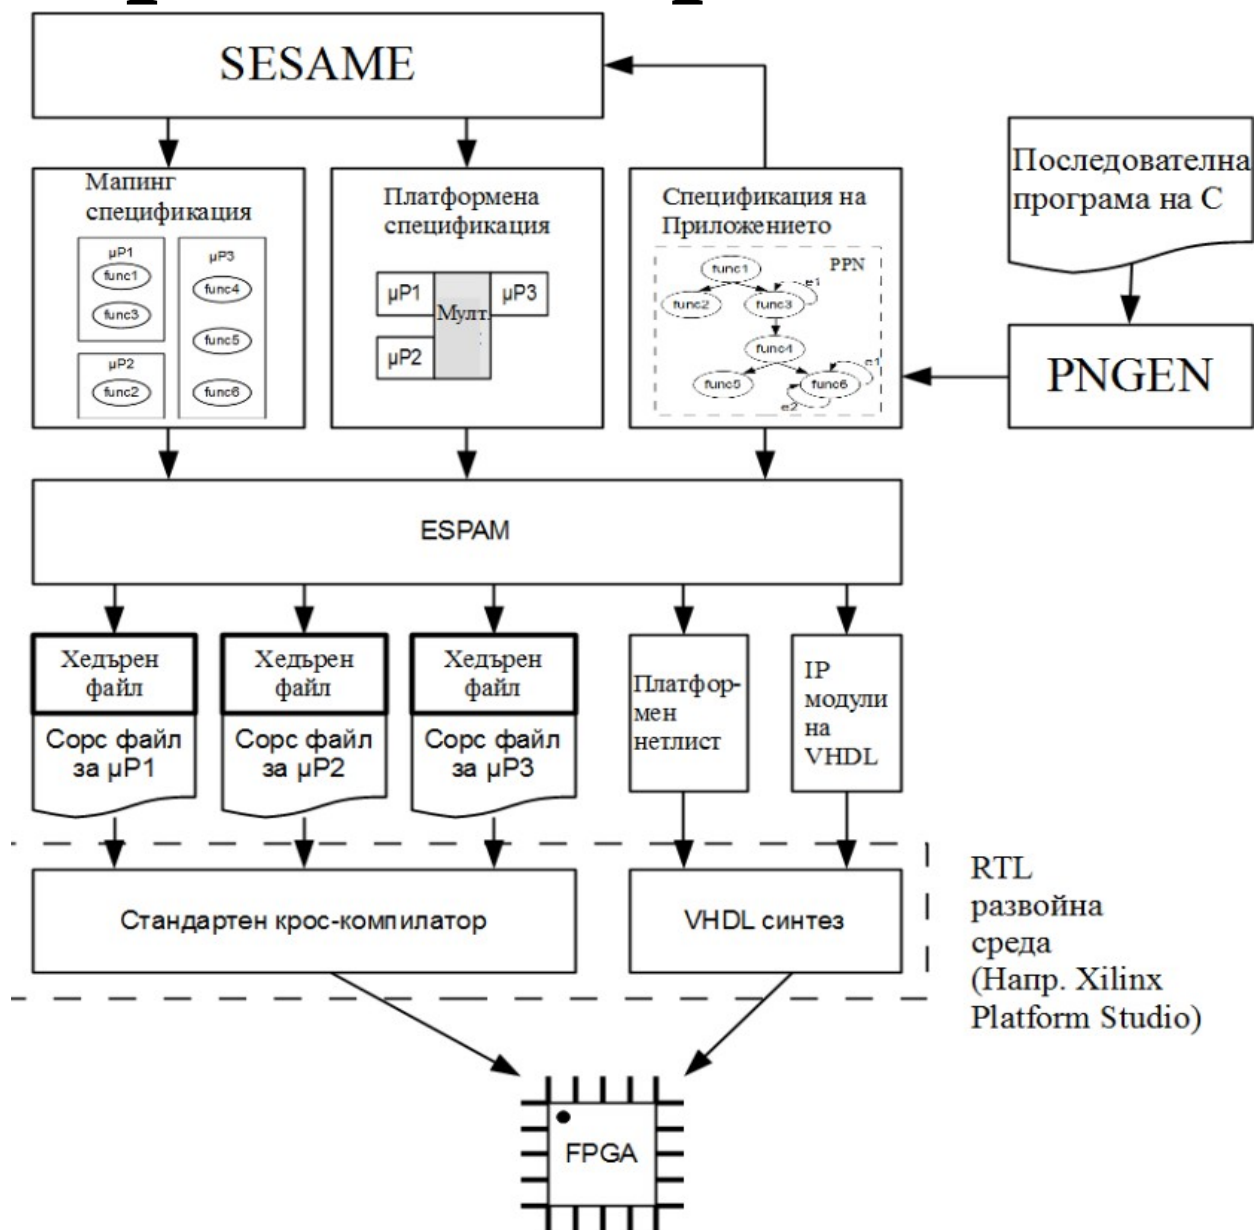 SESAME
Последователна
програма на C
Мапинг
спецификация
µP1
func1
func3
µP2
func2
µP3
func4
func5
func6
Платформена
спецификация
µP1
Мулт.
µP3
µP2
Спецификация на
Приложението
PPN
func1
func2
func3
e1
func4
func5
func6
e1
e2
PNGEN
ESPAM
Хедърен
файл
Сорс файл
за µP1
Хедърен
файл
Сорс файл
за µP2
Хедърен
файл
Сорс файл
за µP3
Платфор-
мен
нетлист
IP
модули
на
VHDL
Стандартен крос-компилатор
VHDL синтез
RTL
развойна
среда
(Напр. Xilinx
Platform Studio)
FPGA